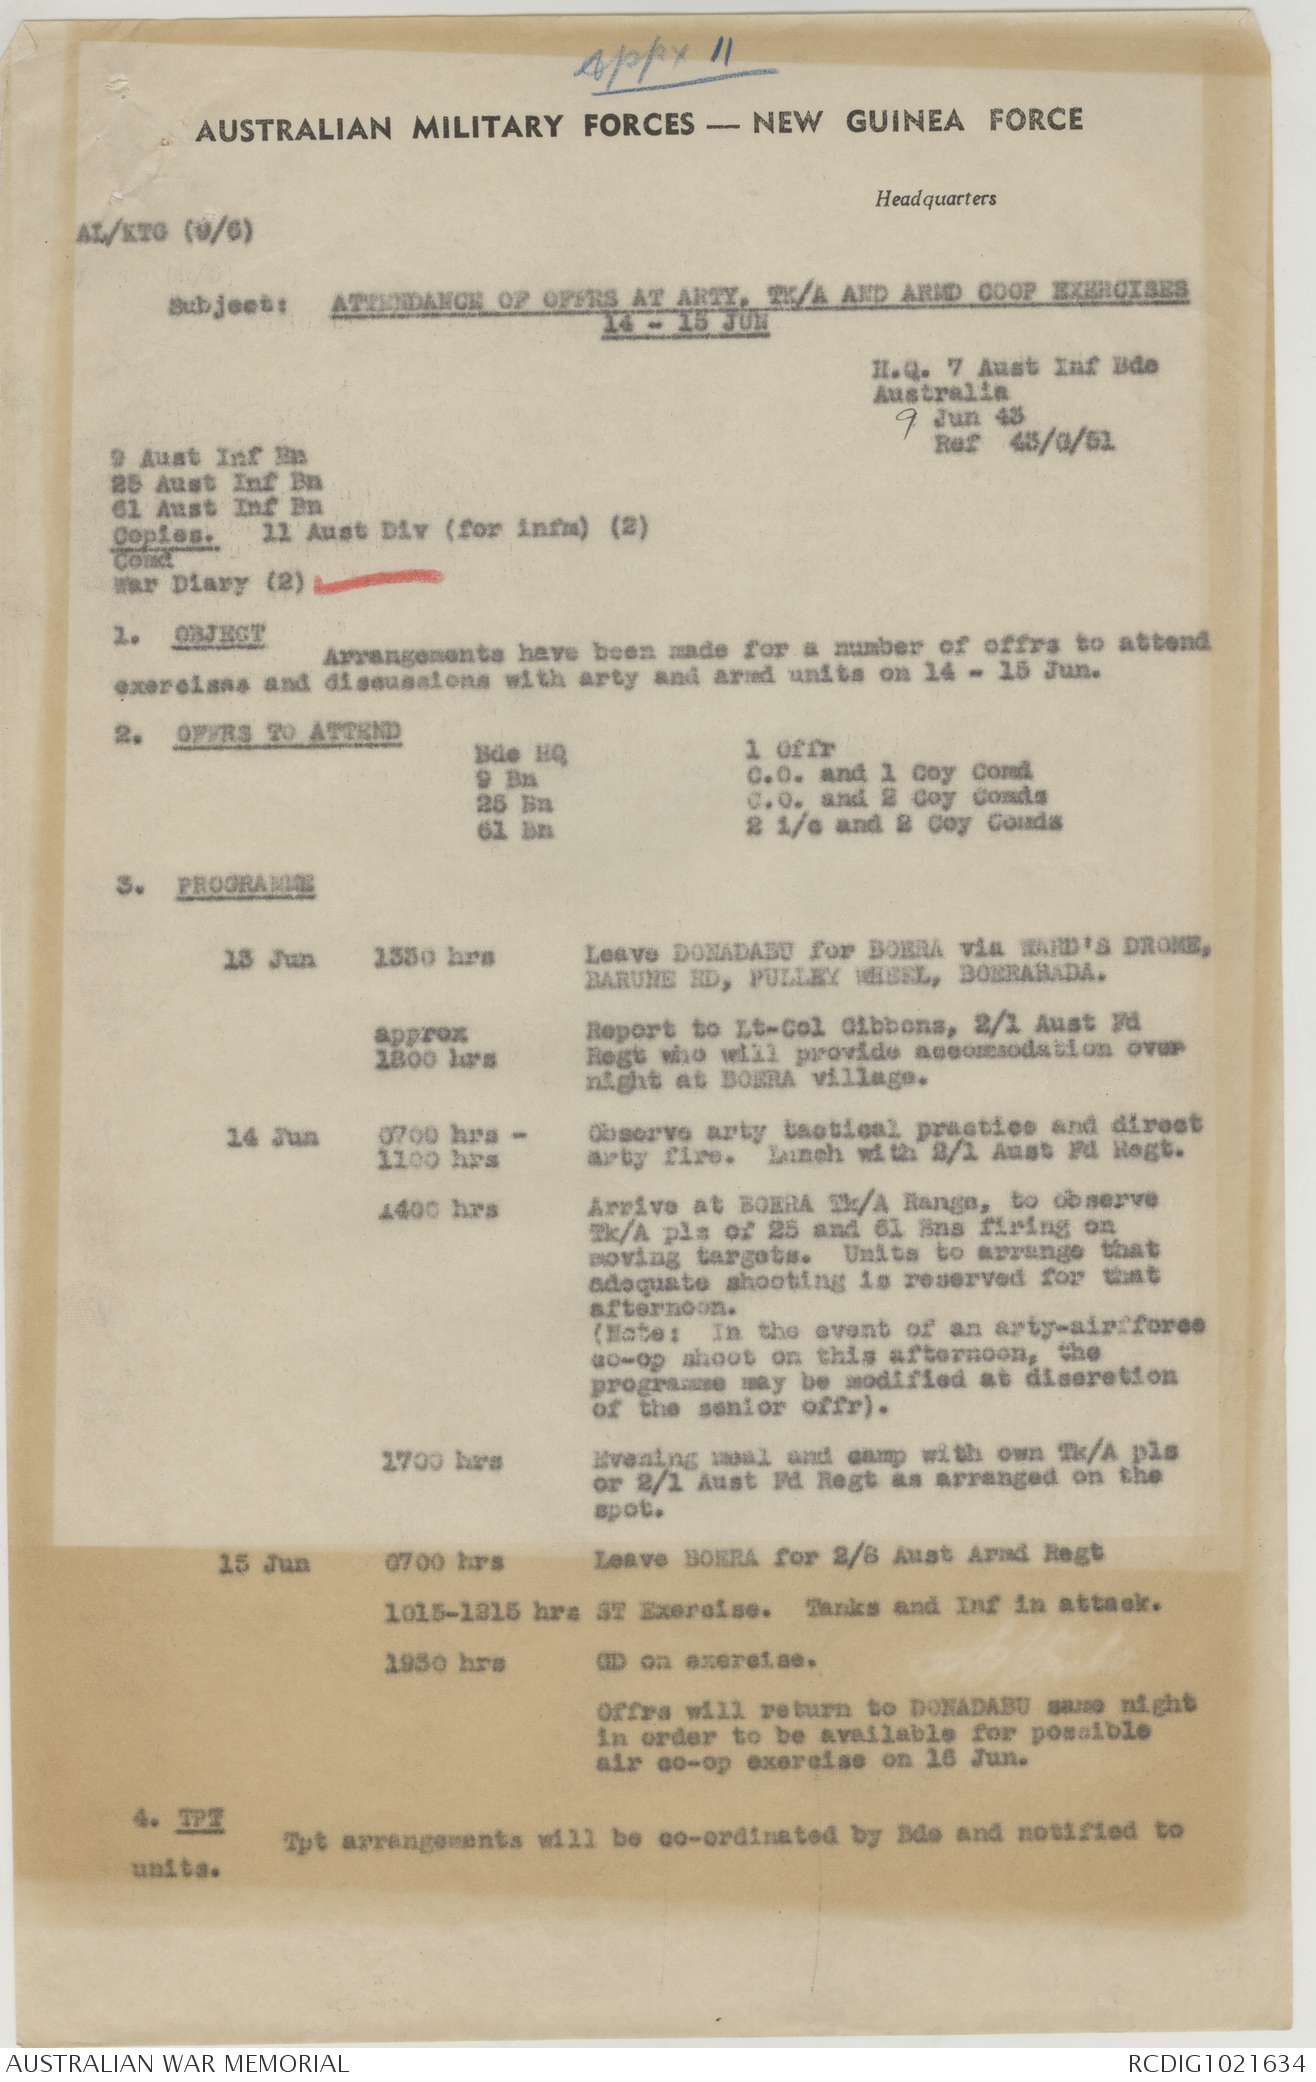 Appx 11
AUSTRALIAN MILITARY FORCES — NEW GUINEA FORCE
Headquarters
AL/KTG (9/6)
Subject: ATTENDANCE OF OFFRS AT ARTY, TK/A AND ARMD COOP EXERCISES
14 - 15 JUN
H.Q. 7 Aust Inf Bde
Australia
9 Jun 43
Ref 43/G/51
9 Aust Inf Bn
25 Aust Inf Bn
61 Aust Inf Bn
Copies. 11 Aust Div (for infm) (2)
Comd
War Diary (2)
1. OBJECT
Arrangements have been made for a number of offrs to attend
exercises and discussions with arty and armd units on 14 - 15 Jun.
2. OFFRS TO ATTEND
Bde HQ 1 Offr
9 Bn C.O. and 1 Coy Comd
25 Bn C.O. and 2 Coy Comds
61 Bn 2 i/c and 2 Coy Comds
3. PROGRAMME
13 Jun 1330 hrs Leave DONADABU for BOERA via WARD'S DROME,
BARUNE RD, PULLEY WHEEL, BOERABADA.
approx Report to Lt-Col Gibbons, 2/1 Aust Fd
1800 hrs Regt who will provide accommodation over
night at BOERA village.
14 Jun 0700 hrs - Observe arty tactical practice and direct
1100 hrs arty fire. Lunch with 2/1 Aust Fd Regt.
1400 hrs Arrive at BOERA Tk/A Range, to observe
Tk/A pls of 25 and 61 Bns firing on
moving targets. Units to arrange that
adequate shooting is reserved for that
afternoon.
(Note: In the event of an arty-airfforce
co-op shoot on this afternoon, the
programme may be modified at discretion
of the senior offr).
1700 hrs Evening meal and camp with own Tk/A pls
or 2/1 Aust Fd Regt as arranged on the
spot.
15 Jun 0700 hrs Leave BOERA for 2/8 Aust Armd Regt
1015-1215 hrs ST Exercise. Tanks and Inf in attack.
1930 hrs GD on exercise.
Offrs will return to DONADABU same night
in order to be available for possible
air co-op exercise on 16 Jun.
4. TPT
Tpt arrangements will be co-ordinated by Bde and notified to
units.
AUSTRALIAN WAR MEMORIAL RCDIG1021634